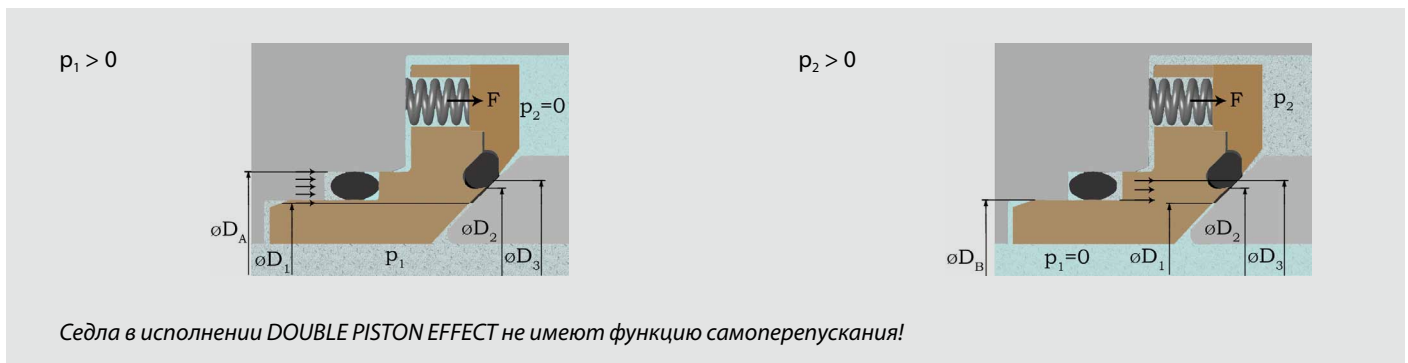 p₁ > 0
F
p₂=0
øD_A
øD₁
p₁
øD₂
øD₃
p₂ > 0
F
p₂
øD_B
p₁=0
øD₁
øD₂
øD₃
Седла в исполнении DOUBLE PISTON EFFECT не имеют функцию самоперепускания!